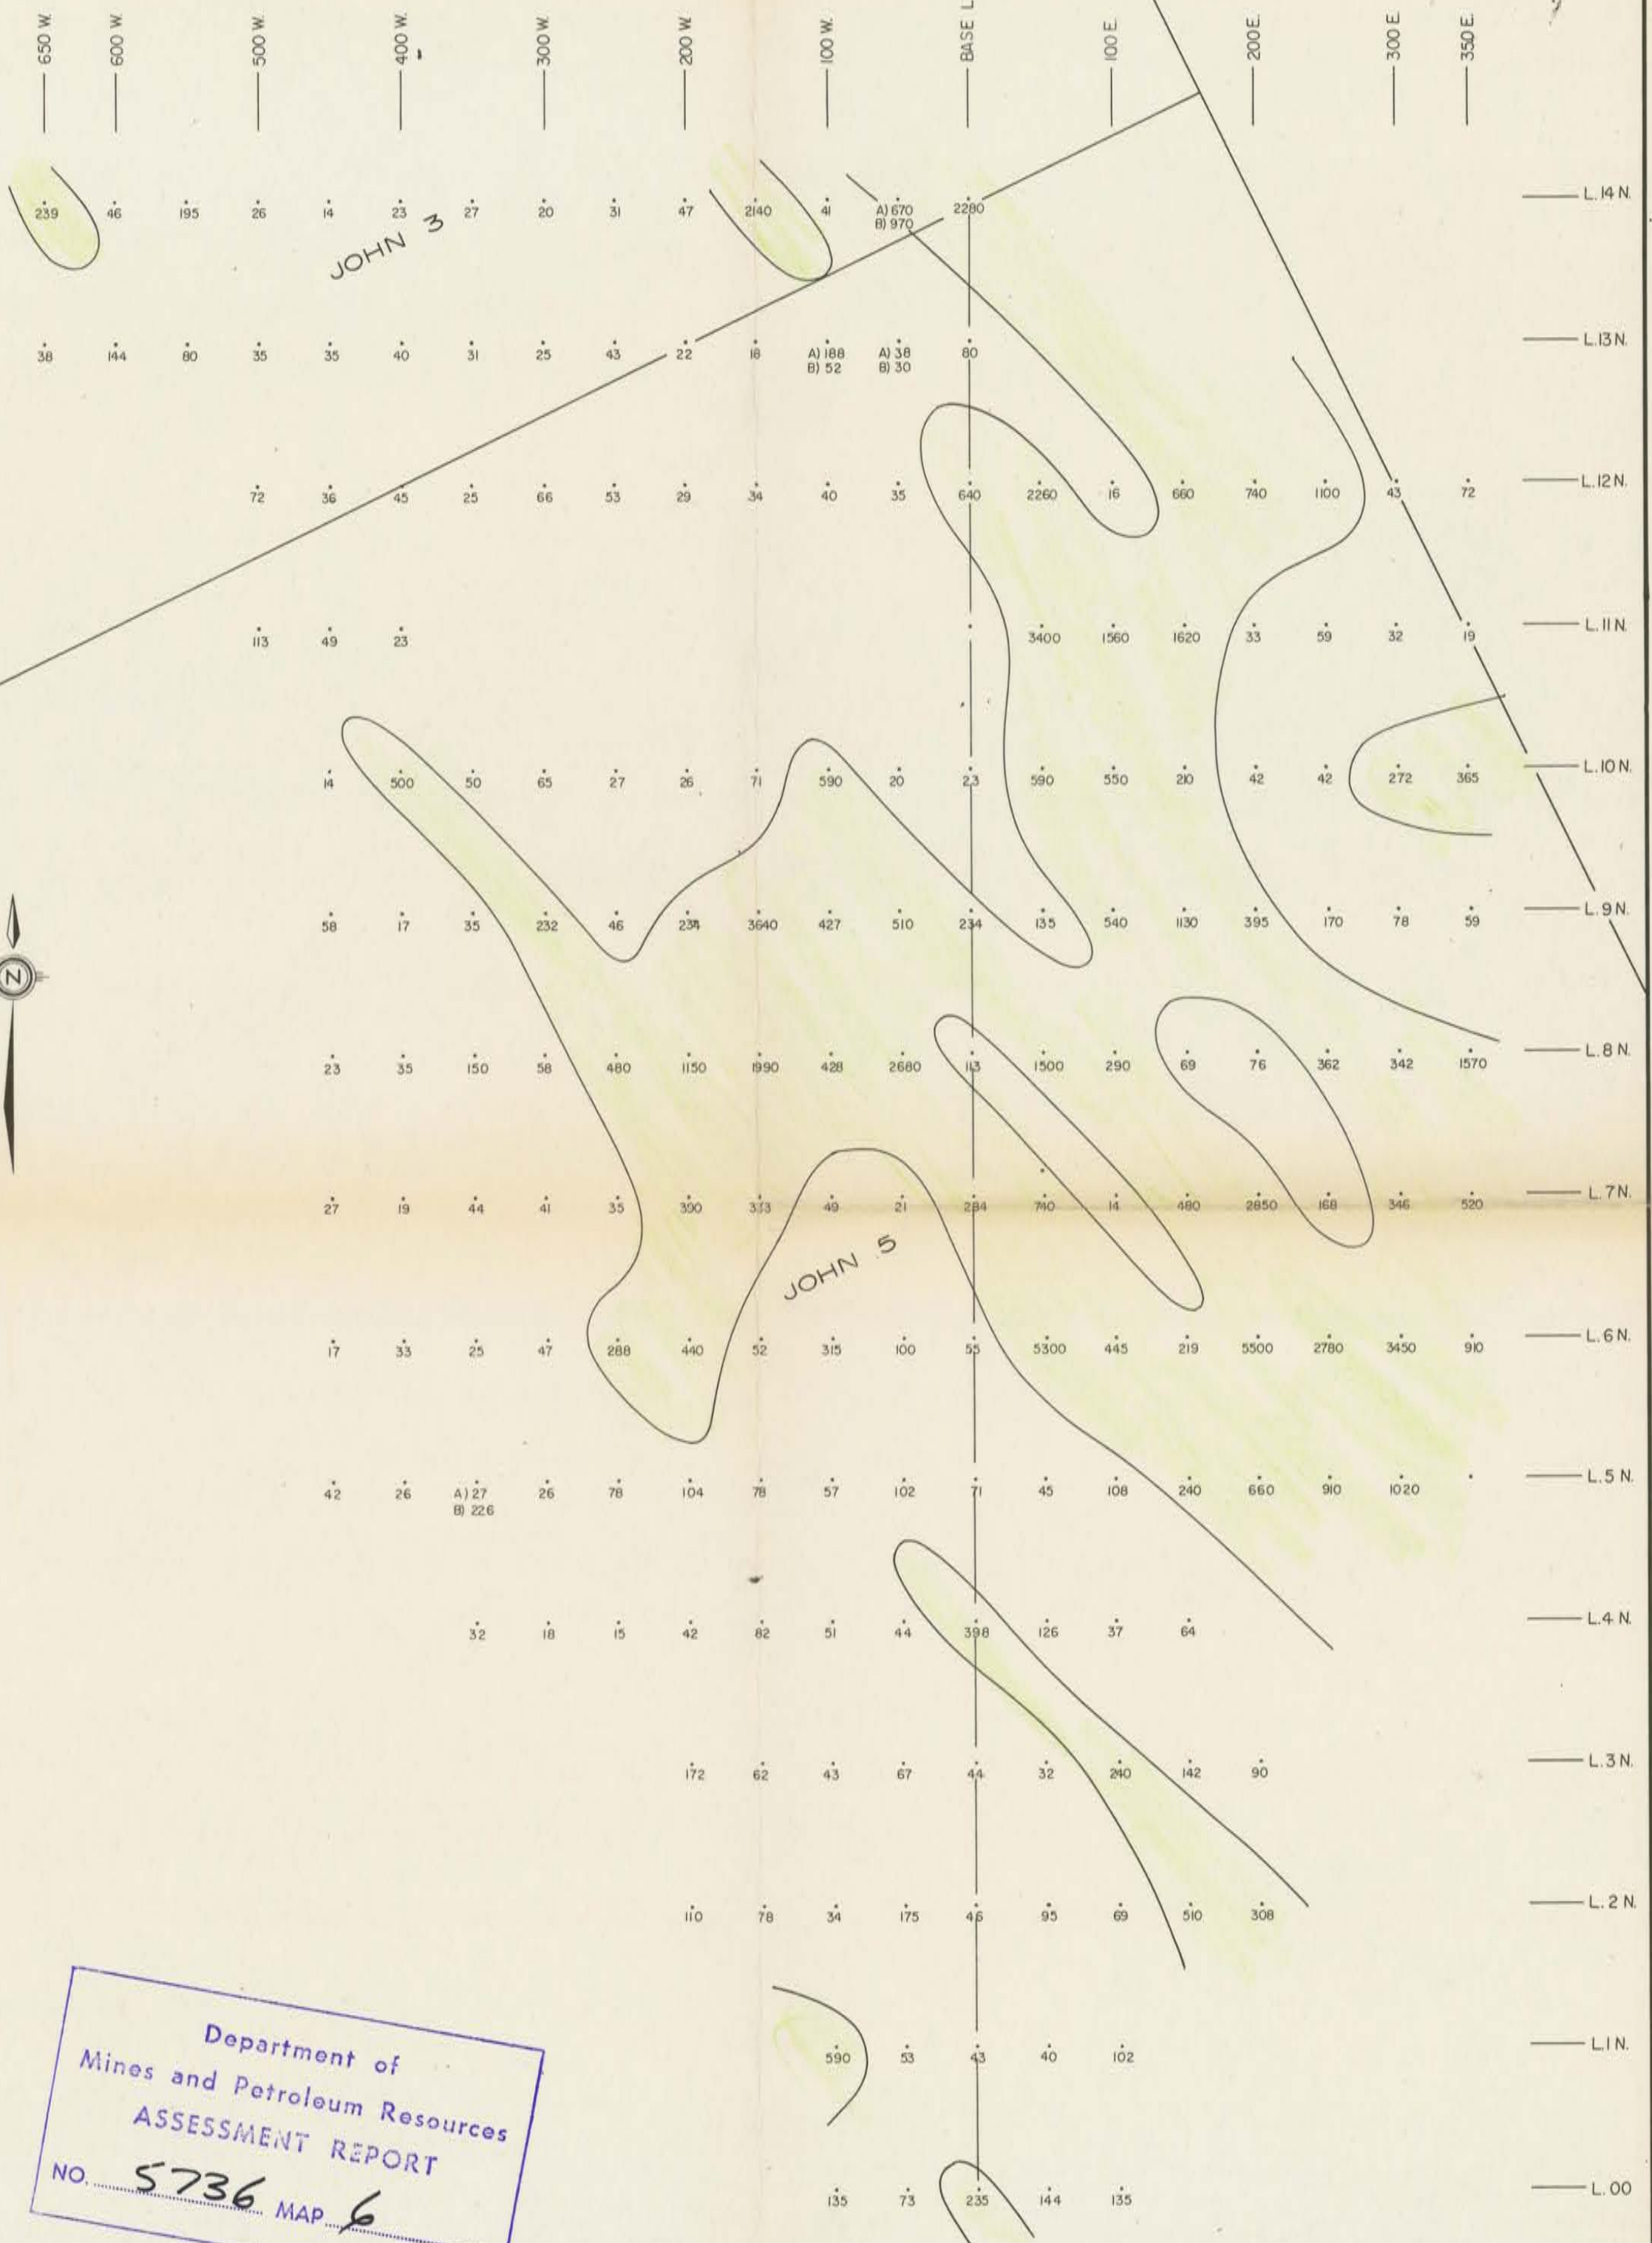 650 W. 600 W. 500 W. 400 W. 300 W. 200 W. 100 W. BASE L 100 E. 200 E. 300 E. 350 E.
239 46 195 26 14 23 27 20 31 47 2140 41 A) 670 2280 L.14 N.
B) 970
JOHN 3
38 144 80 35 35 40 31 25 43 22 18 A) 188 A) 38 80 L.13 N.
B) 52 B) 30
72 36 45 25 66 53 29 34 40 35 640 2260 16 660 740 1100 43 72 L.12 N.
113 49 23 3400 1560 1620 33 59 32 19 L.11 N.
14 500 50 65 27 26 71 590 20 23 590 550 210 42 42 272 365 L.10 N.
58 17 35 232 46 234 3640 427 510 234 135 540 1130 395 170 78 59 L.9 N.
N
23 35 150 58 480 1150 1990 428 2680 113 1500 290 69 76 362 342 1570 L.8 N.
27 19 44 41 35 390 333 49 21 284 740 14 480 2850 168 346 520 L.7 N.
JOHN 5
17 33 25 47 288 440 52 315 100 55 5300 445 219 5500 2780 3450 910 L.6 N.
42 26 A) 27 26 78 104 78 57 102 71 45 108 240 660 910 1020 L.5 N.
B) 226
32 18 15 42 82 51 44 398 126 37 64 L.4 N.
172 62 43 67 44 32 240 142 90 L.3 N.
110 78 34 175 46 95 69 510 308 L.2 N.
590 53 43 40 102 L.1 N.
135 73 235 144 135 L.00
Department of
Mines and Petroleum Resources
ASSESSMENT REPORT
NO. 5736 MAP 6